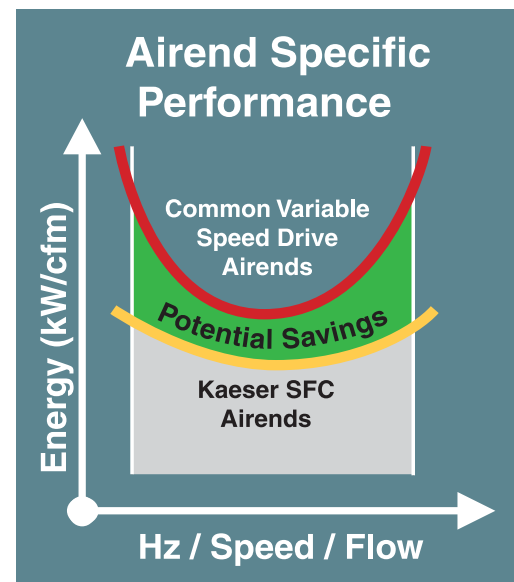 Airend Specific
Performance
Energy (kW/cfm)
Common Variable
Speed Drive
Airends
Potential Savings
Kaeser SFC
Airends
Hz / Speed / Flow